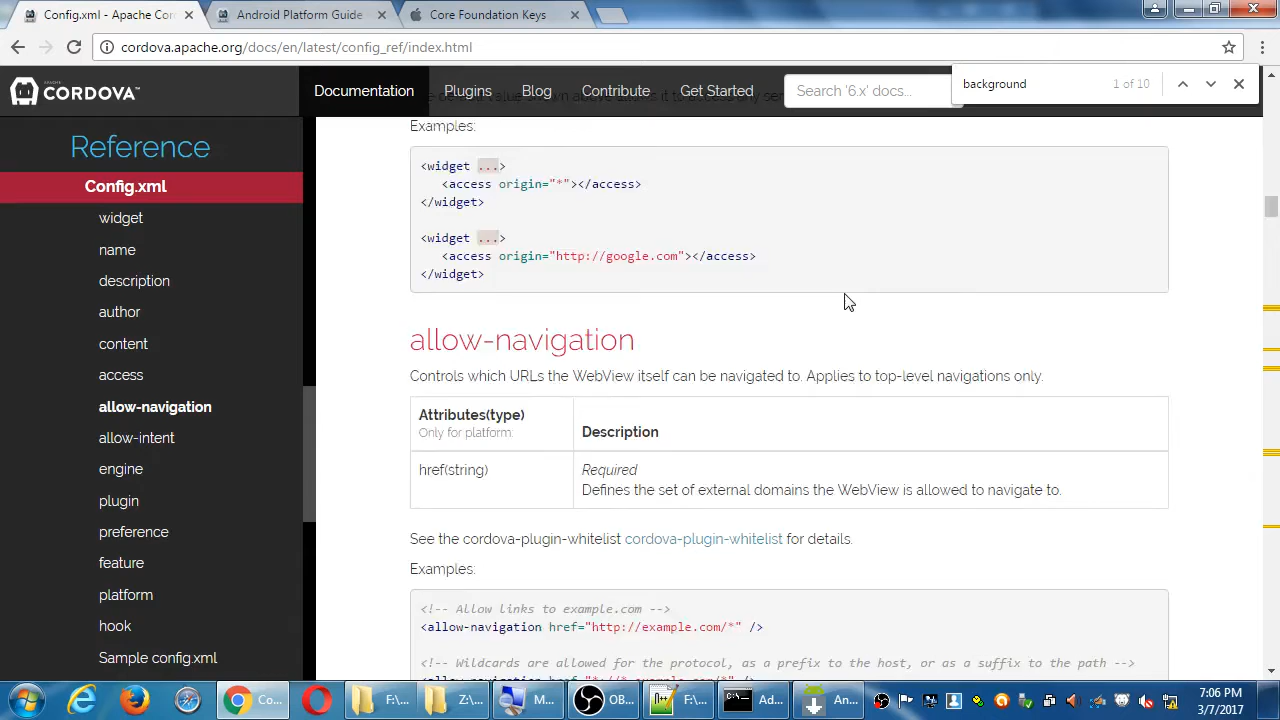 Config.xml - Apache Cor
Android Platform Guide
Core Foundation Keys
cordova.apache.org/docs/en/latest/config_ref/index.html
APACHE
CORDOVA™
Documentation
Plugins
Blog
Contribute
Get Started
Search '6.x' docs...
background
1 of 10
Reference
Config.xml
widget
name
description
author
content
access
allow-navigation
allow-intent
engine
plugin
preference
feature
platform
hook
Sample config.xml
Examples:
<widget ...>
<access origin="*"></access>
</widget>
<widget ...>
<access origin="http://google.com"></access>
</widget>
allow-navigation
Controls which URLs the WebView itself can be navigated to. Applies to top-level navigations only.
Attributes(type)
Only for platform:
Description
href(string)
Required
Defines the set of external domains the WebView is allowed to navigate to.
See the cordova-plugin-whitelist cordova-plugin-whitelist for details.
Examples:
<!-- Allow links to example.com -->
<allow-navigation href="http://example.com/*" />
<!-- Wildcards are allowed for the protocol, as a prefix to the host, or as a suffix to the path -->
Co...
F:\...
Z:\...
M...
OB...
F:\...
Ad...
An...
7:06 PM
3/7/2017